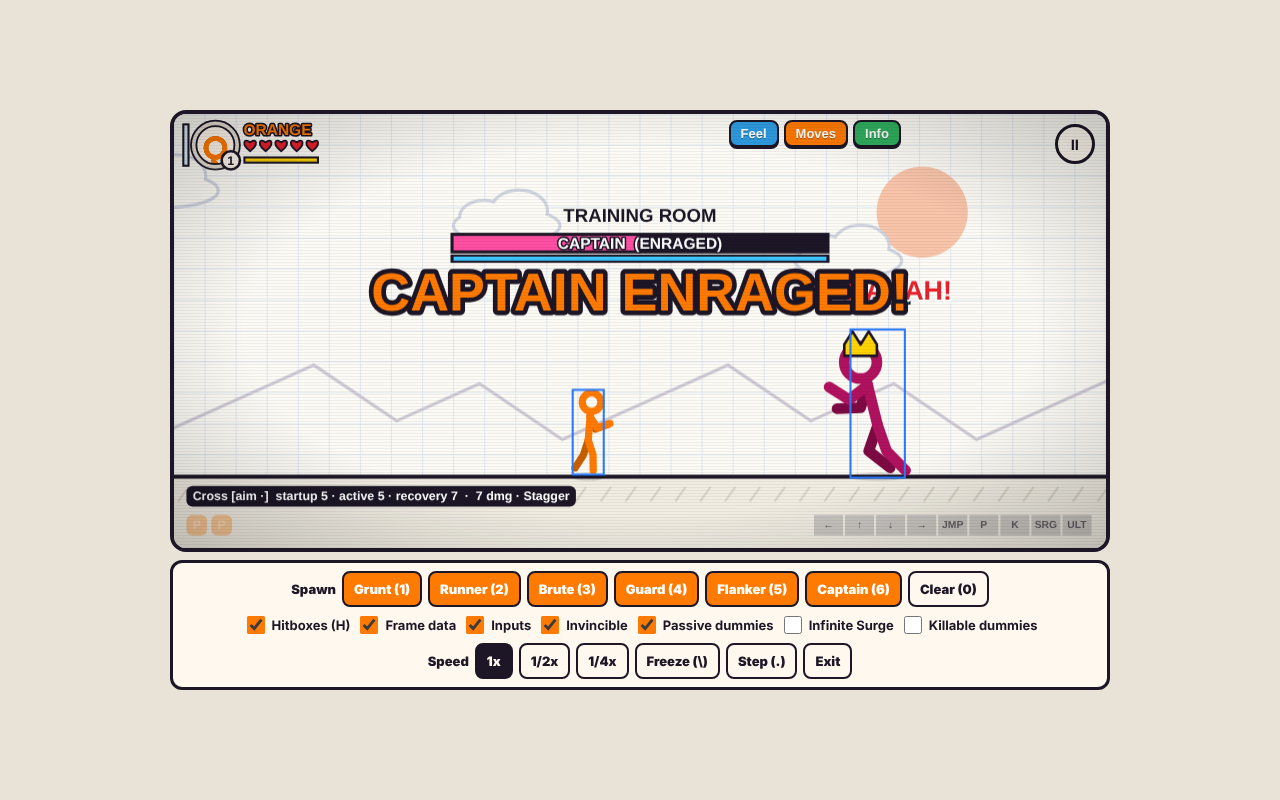 ORANGE
1
Feel Moves Info
TRAINING ROOM
CAPTAIN (ENRAGED)
CAPTAIN ENRAGED!
AH!
Cross [aim ·] startup 5 · active 5 · recovery 7 · 7 dmg · Stagger
P P
← ↑ ↓ → JMP P K SRG ULT
Spawn Grunt (1) Runner (2) Brute (3) Guard (4) Flanker (5) Captain (6) Clear (0)
Hitboxes (H) Frame data Inputs Invincible Passive dummies Infinite Surge Killable dummies
Speed 1x 1/2x 1/4x Freeze (\) Step (.) Exit